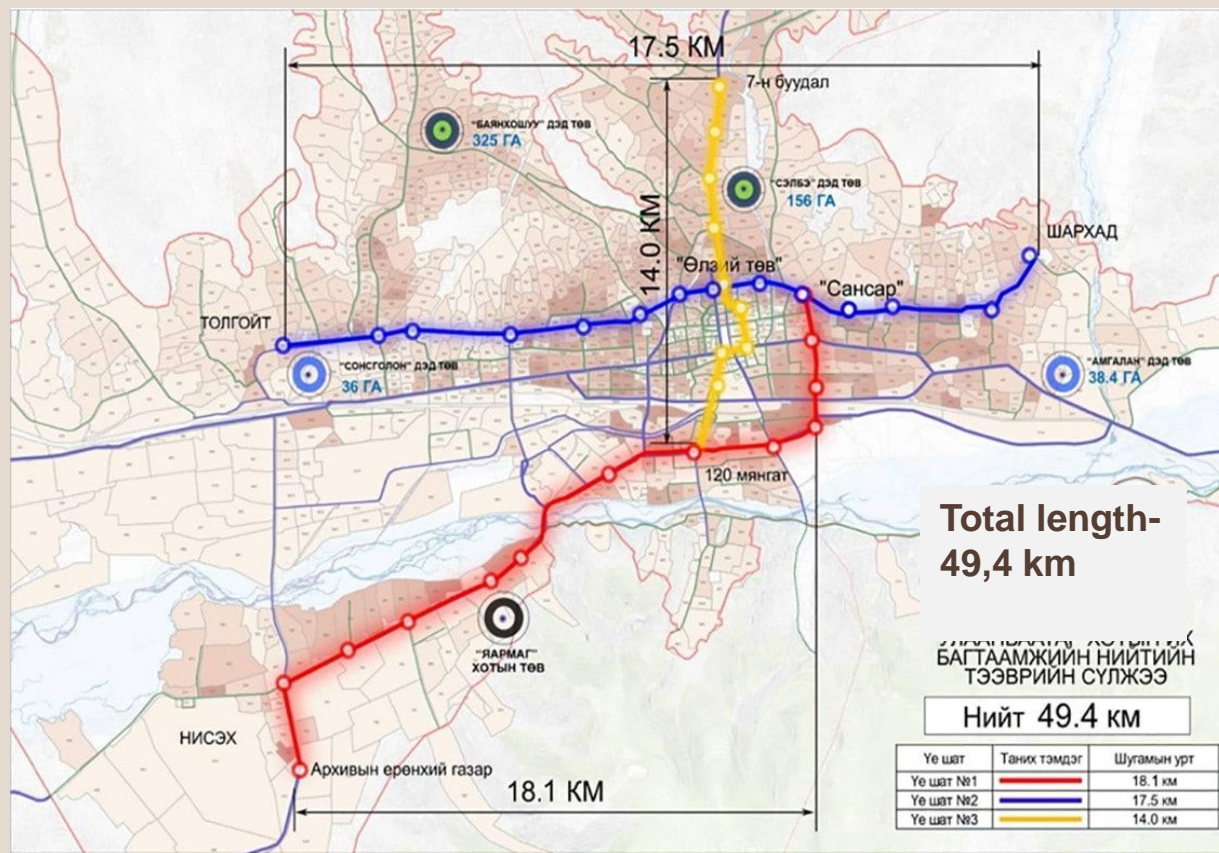 17.5 КМ
7-н буудал
"БАЯНХОШУУ" ДЭД ТӨВ
325 ГА
14.0 КМ
"СЭЛБЭ" ДЭД ТӨВ
156 ГА
ШАРХАД
"Өлзий төв"
"Сансар"
ТОЛГОЙТ
"СОНСГОЛОН" ДЭД ТӨВ
36 ГА
"АМГАЛАН" ДЭД ТӨВ
38.4 ГА
120 мянгат
Total length-
49,4 km
"ЯАРМАГ"
ХОТЫН ТӨВ
БАГТААМЖИЙН НИЙТИЙН
ТЭЭВРИЙН СҮЛЖЭЭ
Нийт 49.4 км
НИСЭХ
Архивын ерөнхий газар
18.1 КМ
Үе шат Таних тэмдэг Шугамын урт
Үе шат №1 18.1 км
Үе шат №2 17.5 км
Үе шат №3 14.0 км